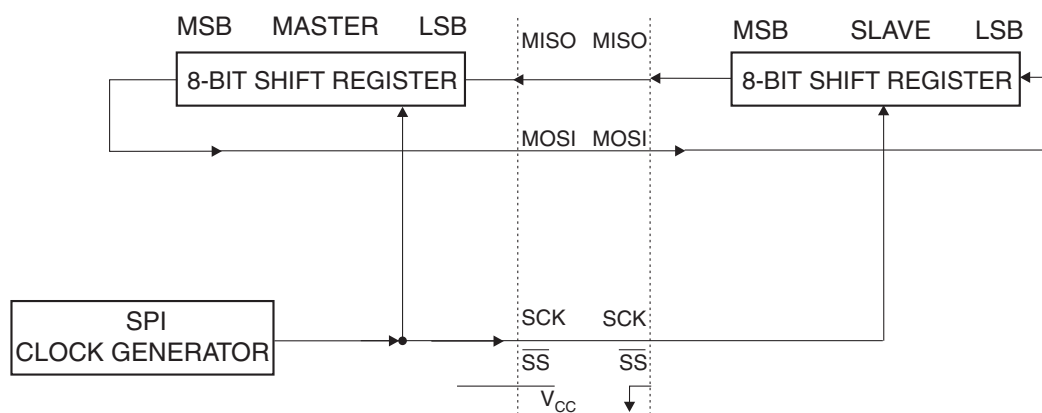 MSB MASTER LSB
8-BIT SHIFT REGISTER
MISO MISO
MSB SLAVE LSB
8-BIT SHIFT REGISTER
MOSI MOSI
SPI
CLOCK GENERATOR
SCK SCK
SS SS
VCC